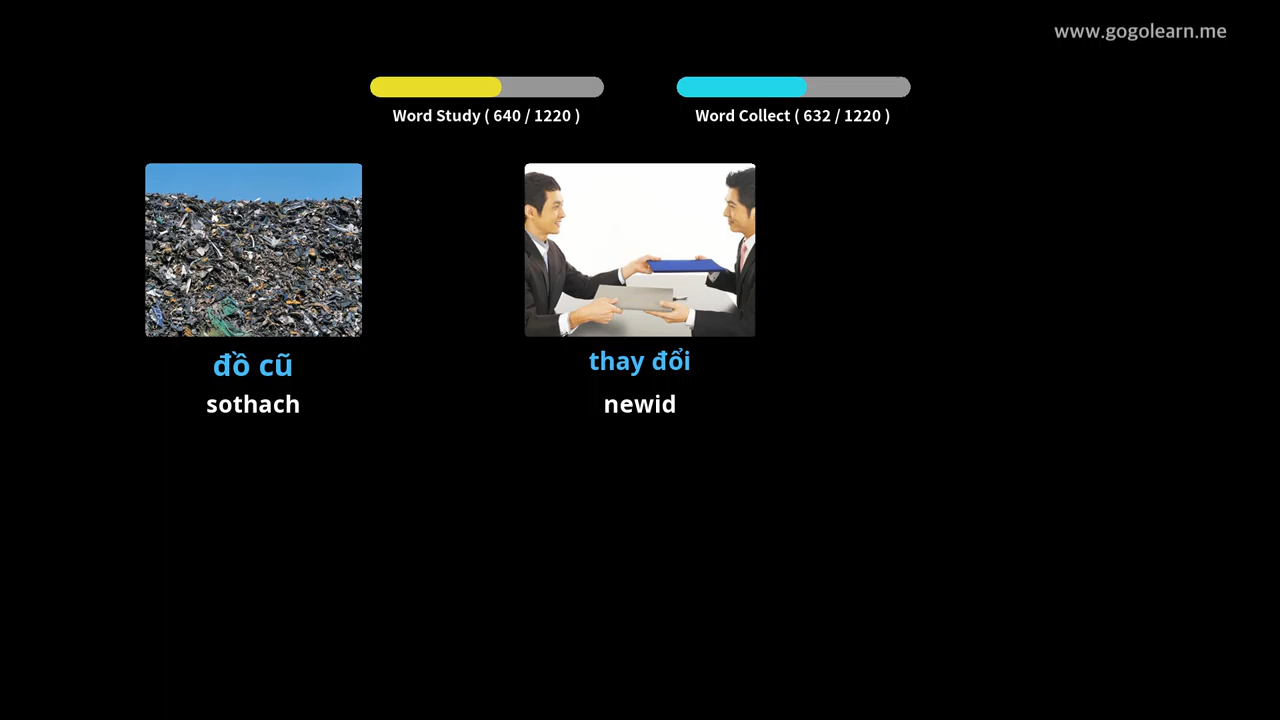 www.gogolearn.me
Word Study ( 640 / 1220 )
Word Collect ( 632 / 1220 )
đồ cũ
sothach
thay đổi
newid